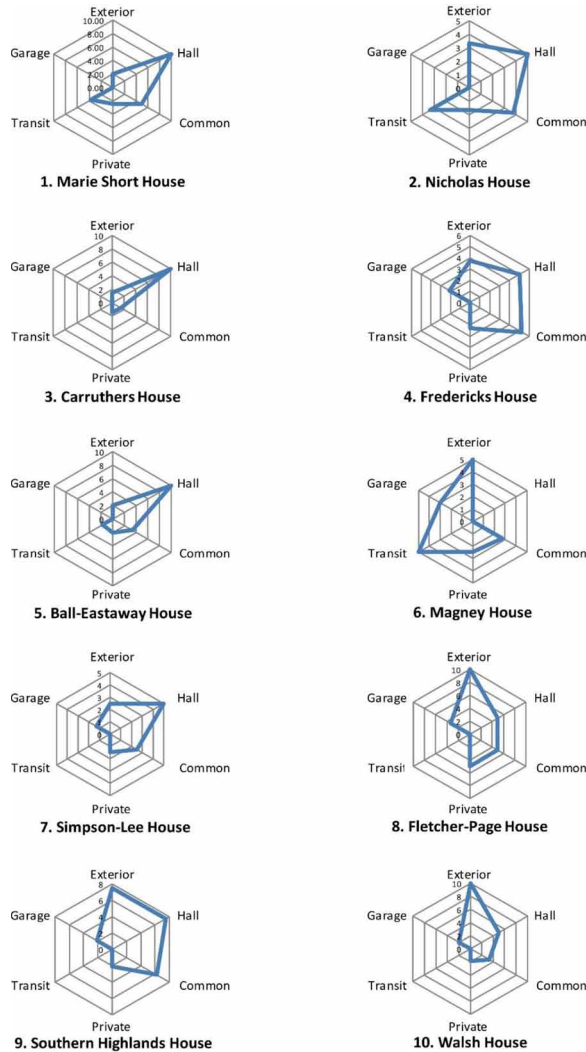 Exterior
10.00
8.00
6.00
4.00
2.00
0.00
Garage
Hall
Transit
Common
Private
1. Marie Short House
Exterior
5
4
3
2
1
0
Garage
Hall
Transit
Common
Private
2. Nicholas House
Exterior
10
8
6
4
2
0
Garage
Hall
Transit
Common
Private
3. Carruthers House
Exterior
6
5
4
3
2
1
0
Garage
Hall
Transit
Common
Private
4. Fredericks House
Exterior
10
8
6
4
2
0
Garage
Hall
Transit
Common
Private
5. Ball-Eastaway House
Exterior
5
4
3
2
1
0
Garage
Hall
Transit
Common
Private
6. Magney House
Exterior
5
4
3
2
1
0
Garage
Hall
Transit
Common
Private
7. Simpson-Lee House
Exterior
10
8
6
4
2
0
Garage
Hall
Transit
Common
Private
8. Fletcher-Page House
Exterior
8
6
4
2
0
Garage
Hall
Transit
Common
Private
9. Southern Highlands House
Exterior
10
8
6
4
2
0
Garage
Hall
Transit
Common
Private
10. Walsh House